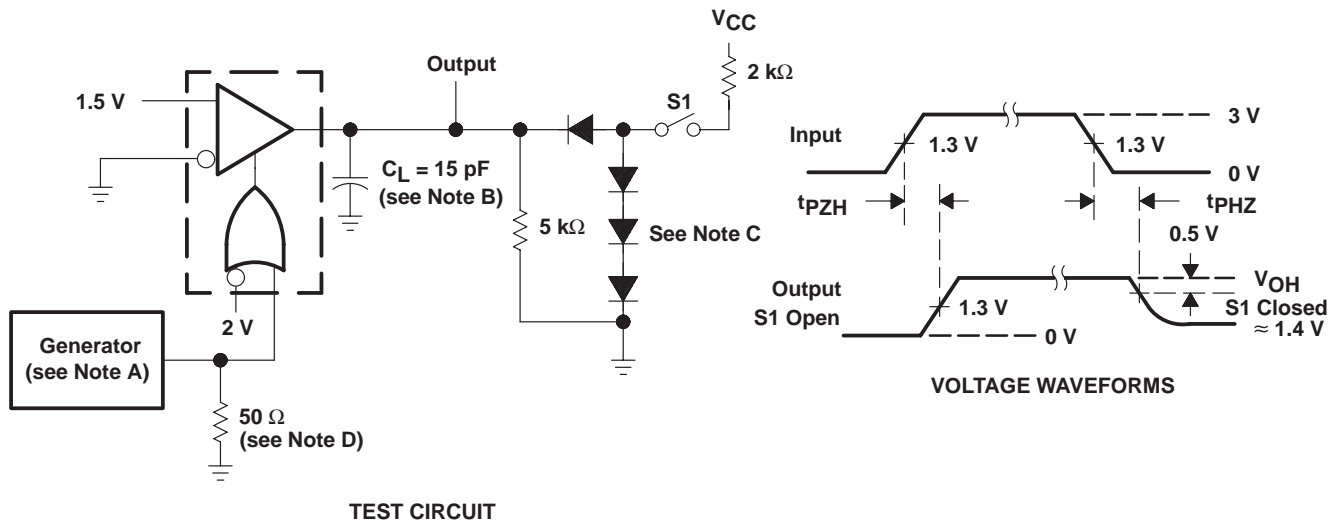 VCC
2 kΩ
Output
S1
1.5 V
CL = 15 pF
(see Note B)
5 kΩ
See Note C
2 V
Generator
(see Note A)
50 Ω
(see Note D)
TEST CIRCUIT
Input
1.3 V
1.3 V
3 V
0 V
tPZH
tPHZ
0.5 V
Output
S1 Open
1.3 V
0 V
VOH
S1 Closed
≈ 1.4 V
VOLTAGE WAVEFORMS